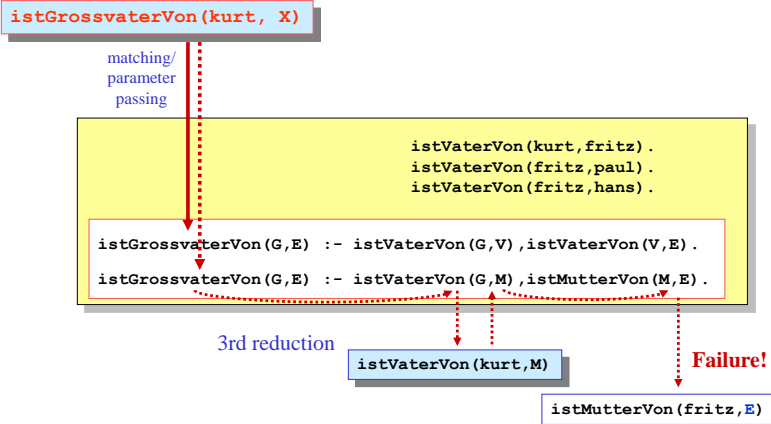 istGrossvaterVon(kurt, X)
matching/
parameter
passing
istVaterVon(kurt,fritz).
istVaterVon(fritz,paul).
istVaterVon(fritz,hans).
istGrossvaterVon(G,E) :- istVaterVon(G,V),istVaterVon(V,E).
istGrossvaterVon(G,E) :- istVaterVon(G,M),istMutterVon(M,E).
3rd reduction
istVaterVon(kurt,M)
Failure!
istMutterVon(fritz,E)